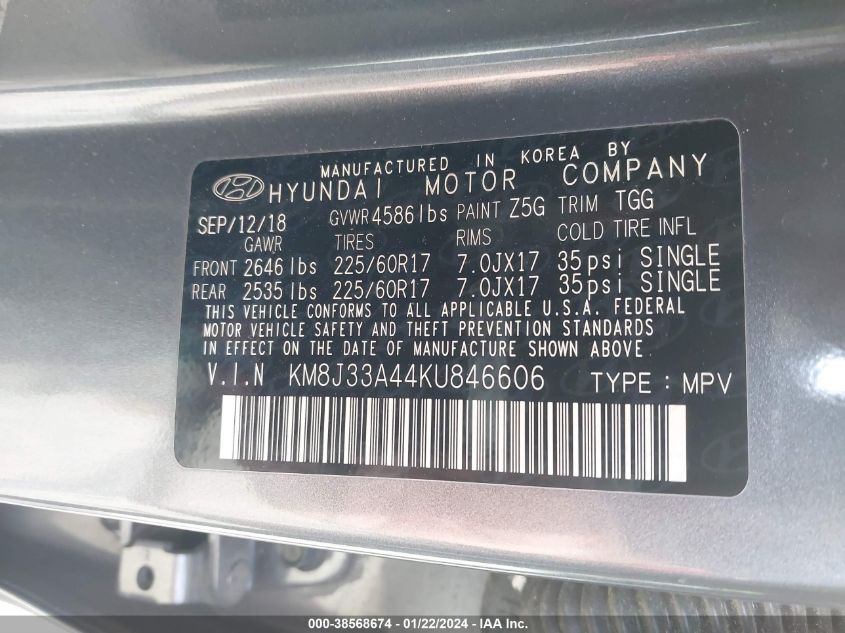 MANUFACTURED IN KOREA BY
HYUNDAI MOTOR COMPANY
SEP/12/18 GVWR 4586 lbs PAINT Z5G TRIM TGG
GAWR TIRES RIMS COLD TIRE INFL
FRONT 2646 lbs 225/60R17 7.0JX17 35psi SINGLE
REAR 2535 lbs 225/60R17 7.0JX17 35psi SINGLE
THIS VEHICLE CONFORMS TO ALL APPLICABLE U.S.A. FEDERAL
MOTOR VEHICLE SAFETY AND THEFT PREVENTION STANDARDS
IN EFFECT ON THE DATE OF MANUFACTURE SHOWN ABOVE.
V.I.N KM8J33A44KU846606 TYPE : MPV
000-38568674 - 01/22/2024 - IAA Inc.